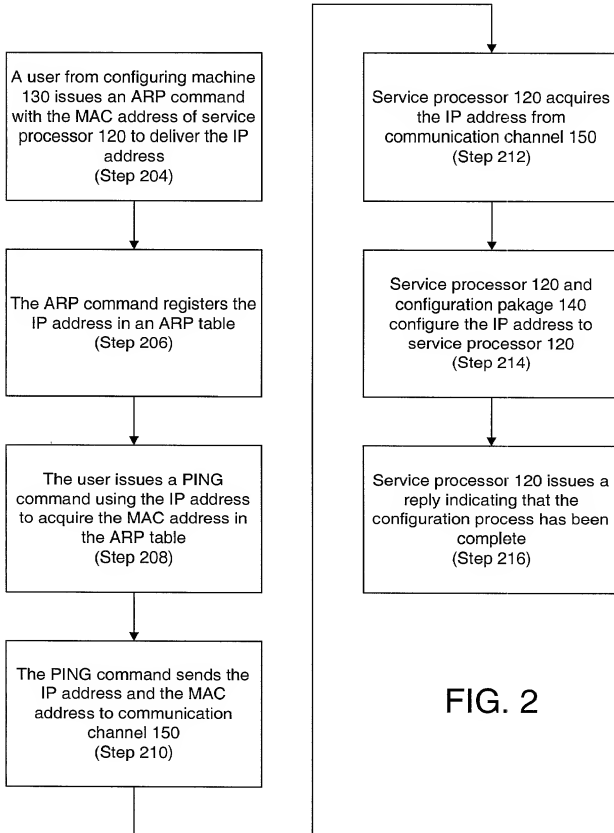 A user from configuring machine
130 issues an ARP command
with the MAC address of service
processor 120 to deliver the IP
address
(Step 204)
The ARP command registers the
IP address in an ARP table
(Step 206)
The user issues a PING
command using the IP address
to acquire the MAC address in
the ARP table
(Step 208)
The PING command sends the
IP address and the MAC
address to communication
channel 150
(Step 210)
Service processor 120 acquires
the IP address from
communication channel 150
(Step 212)
Service processor 120 and
configuration pakage 140
configure the IP address to
service processor 120
(Step 214)
Service processor 120 issues a
reply indicating that the
configuration process has been
complete
(Step 216)
FIG. 2